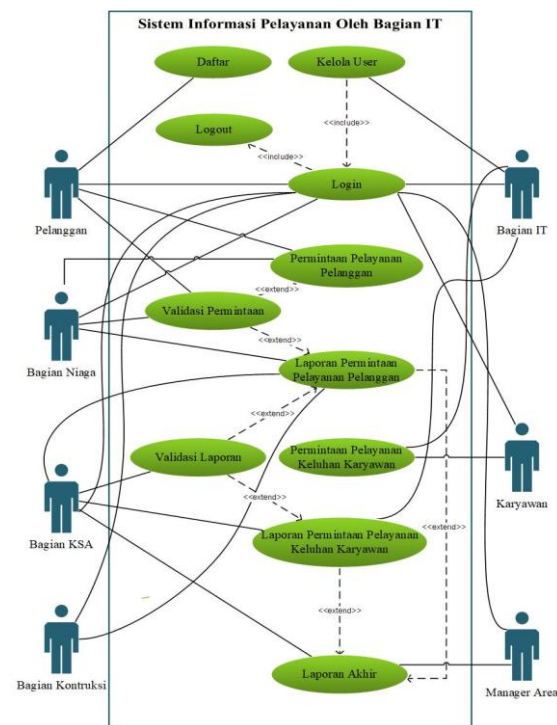 Sistem Informasi Pelayanan Oleh Bagian IT
Daftar
Kelola User
Logout
<<include>>
<<include>>
Login
Pelanggan
Bagian IT
Permintaan Pelayanan
Pelanggan
<<extend>>
Validasi Permintaan
Bagian Niaga
<<extend>>
Laporan Permintaan
Pelayanan Pelanggan
<<extend>>
Validasi Laporan
Permintaan Pelayanan
Keluhan Karyawan
Karyawan
Bagian KSA
<<extend>>
<<extend>>
Laporan Permintaan Pelayanan
Keluhan Karyawan
<<extend>>
Laporan Akhir
Bagian Kontruksi
Manager Area